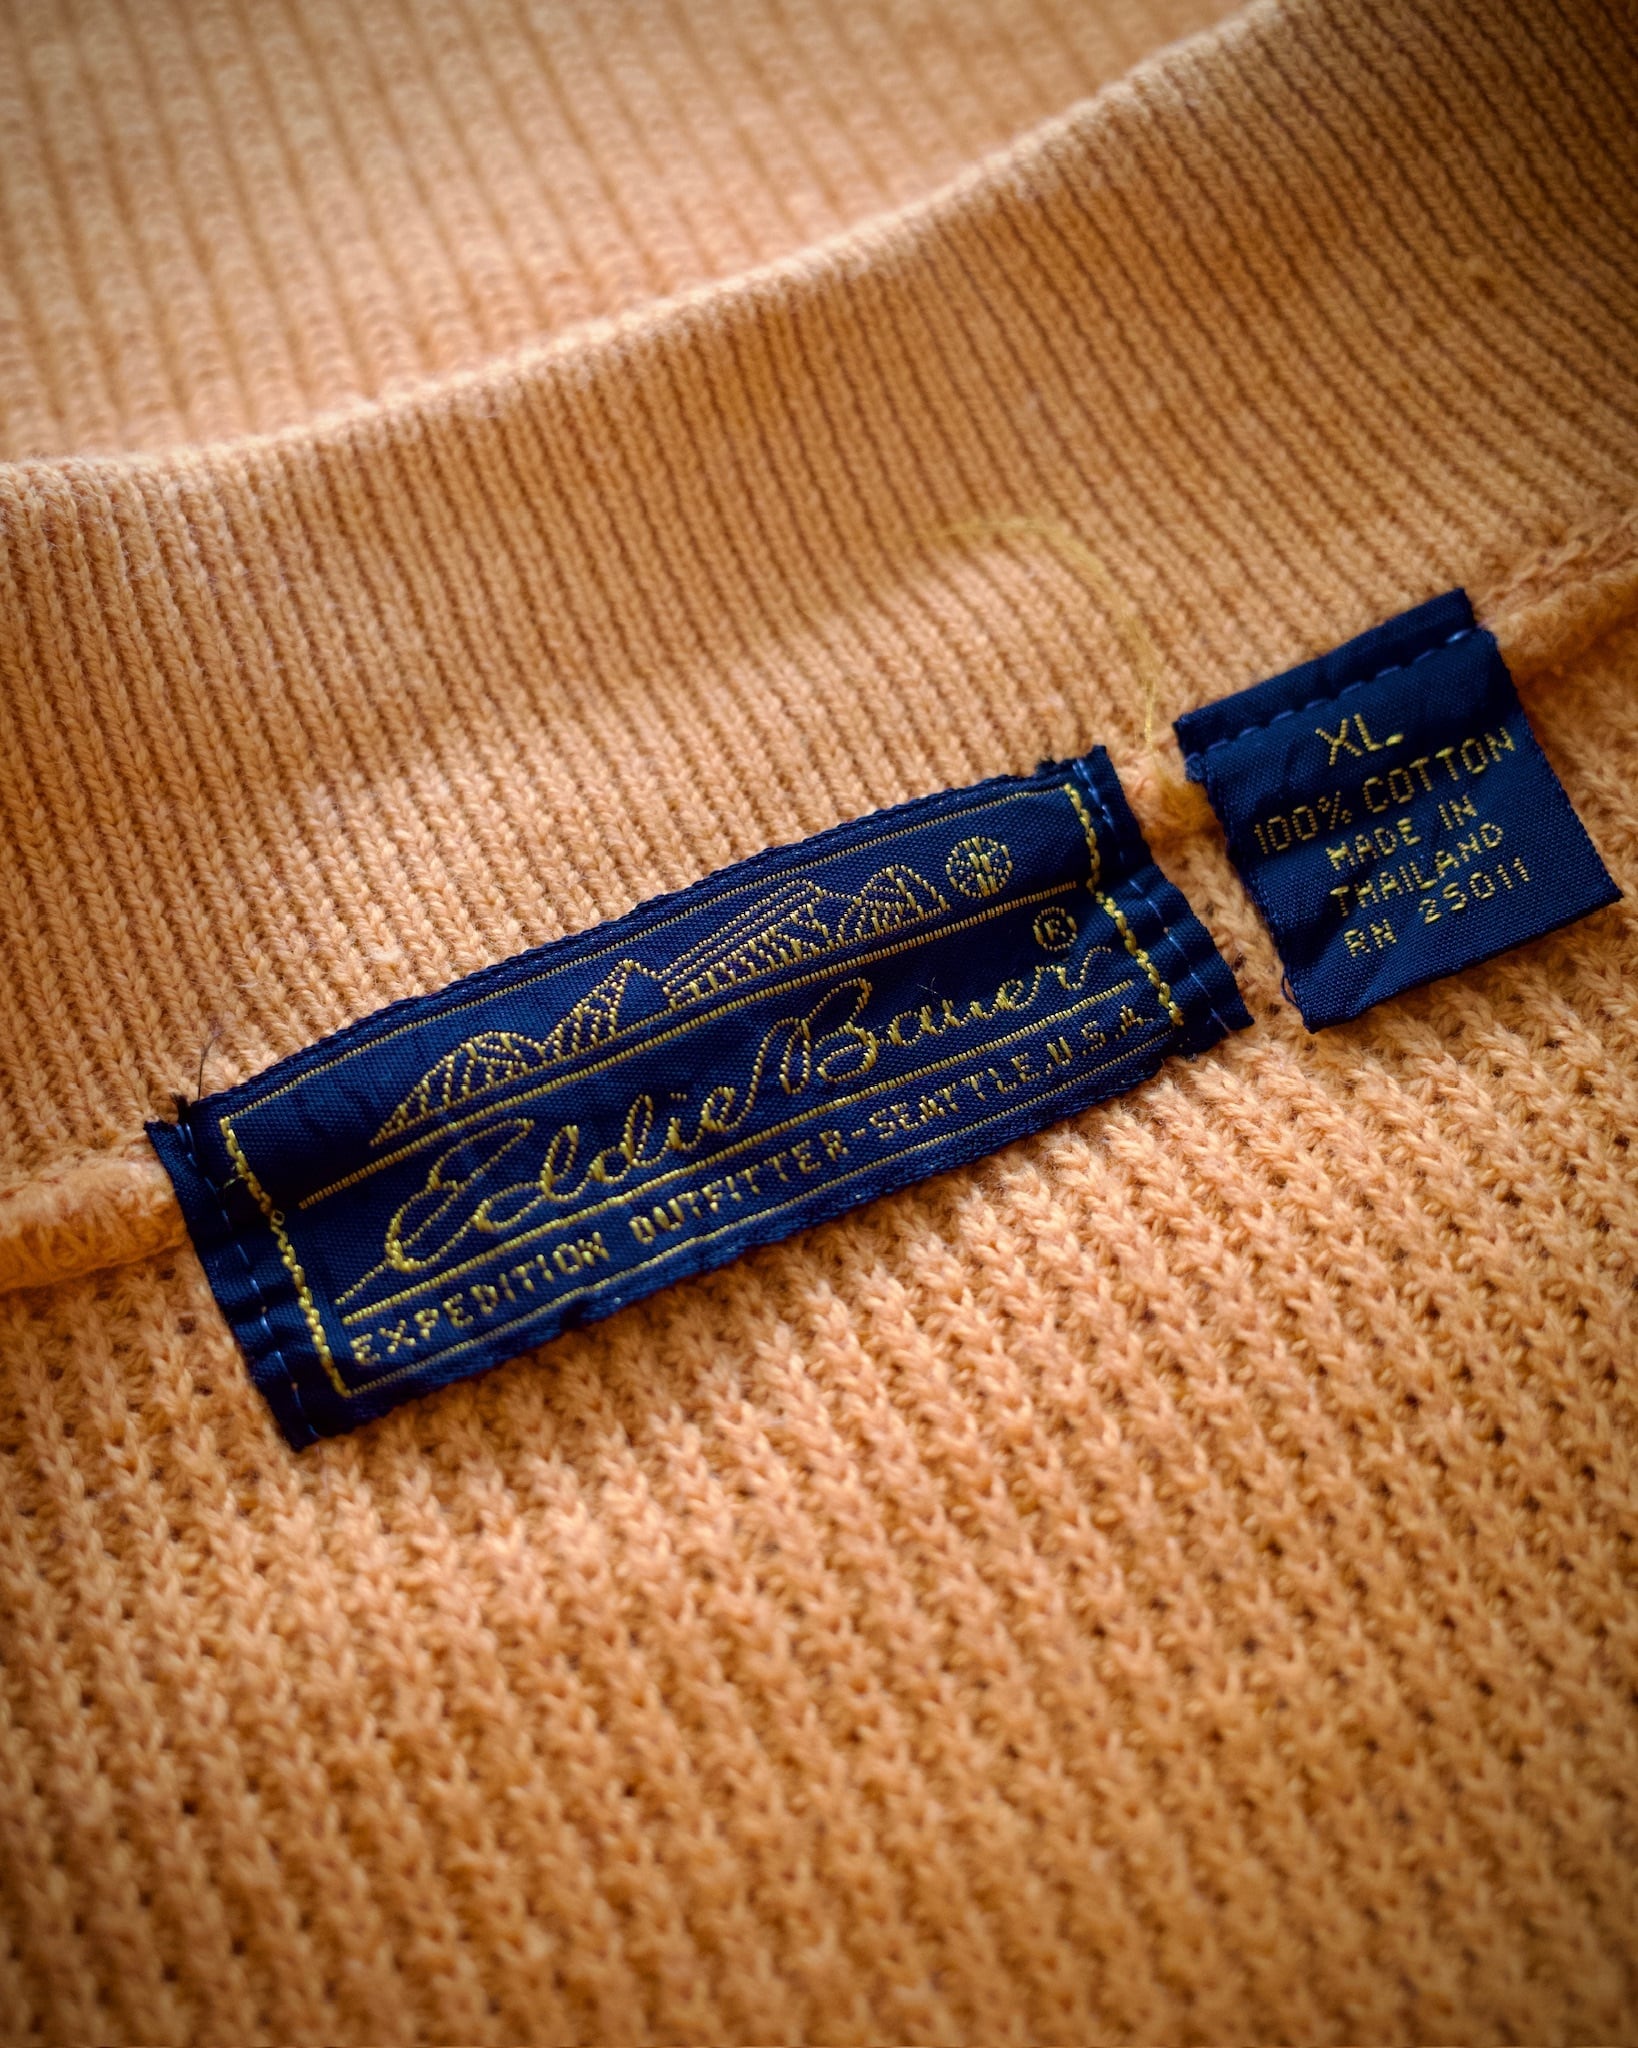 Eddie Bauer ®
EXPEDITION OUTFITTER-SEATTLE,U.S.A
XL
100% COTTON
MADE IN
THAILAND
RN 25011